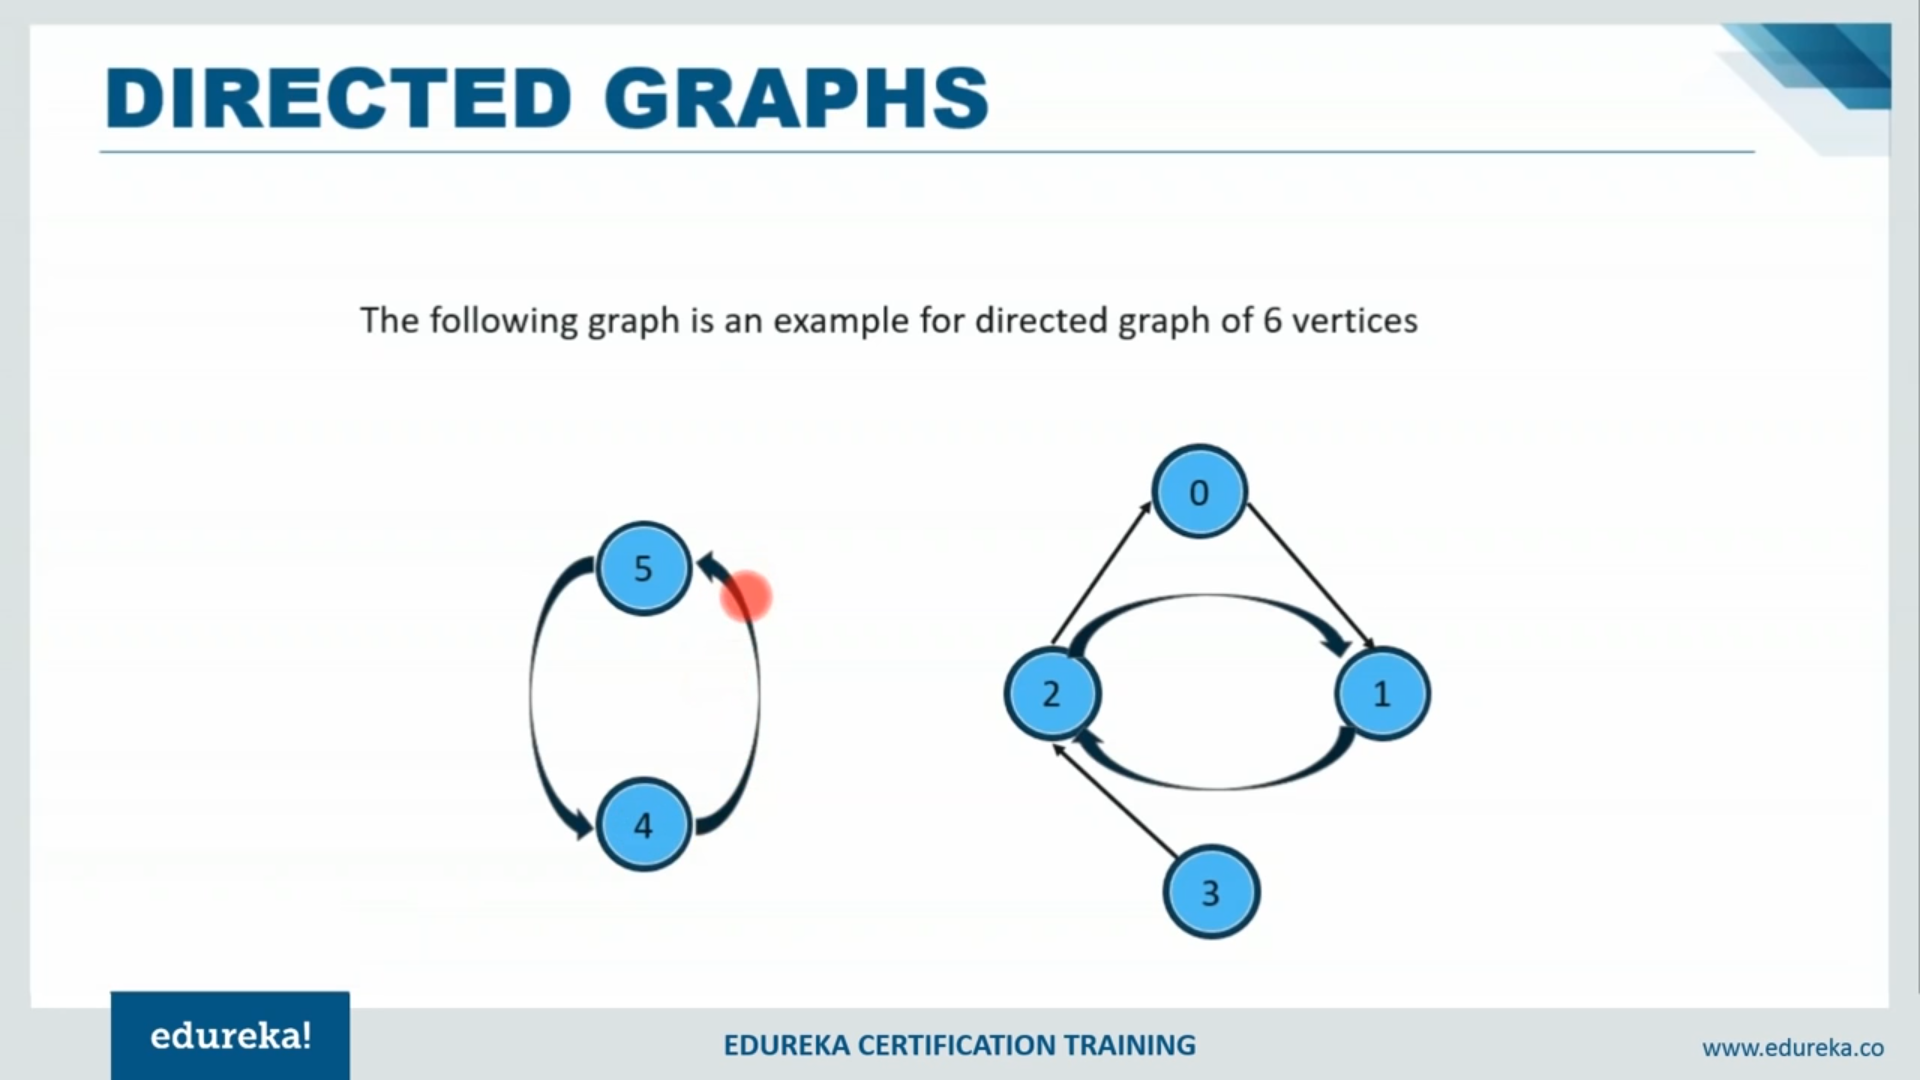 DIRECTED GRAPHS
The following graph is an example for directed graph of 6 vertices
0
5
2
1
4
3
edureka!
EDUREKA CERTIFICATION TRAINING
www.edureka.co